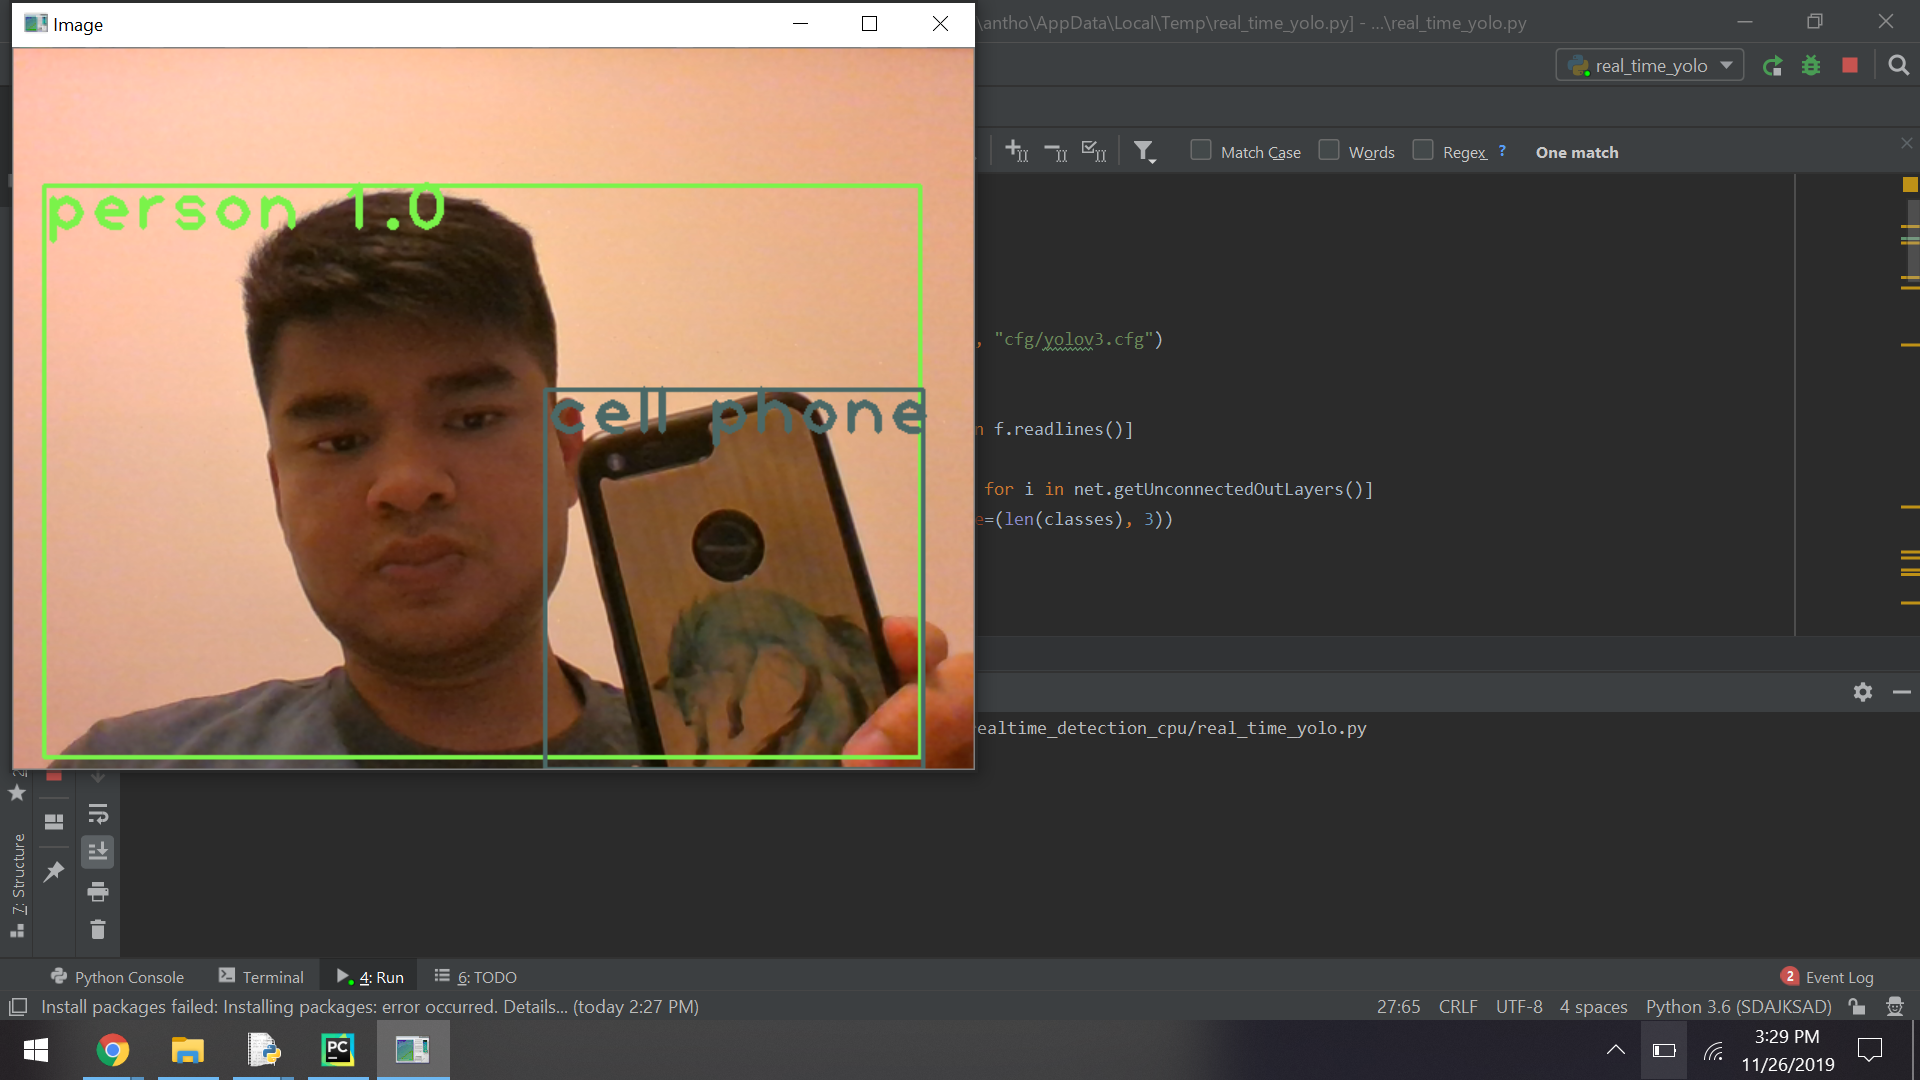 Image
\antho\AppData\Local\Temp\real_time_yolo.py] - ...\real_time_yolo.py
real_time_yolo
Match Case Words Regex ? One match
person 1.0
, "cfg/yolov3.cfg")
cell phone
n f.readlines()]
for i in net.getUnconnectedOutLayers()]
e=(len(classes), 3))
ealtime_detection_cpu/real_time_yolo.py
7: Structure
Python Console Terminal 4: Run 6: TODO 2 Event Log
Install packages failed: Installing packages: error occurred. Details... (today 2:27 PM) 27:65 CRLF UTF-8 4 spaces Python 3.6 (SDAJKSAD)
PC
3:29 PM
11/26/2019